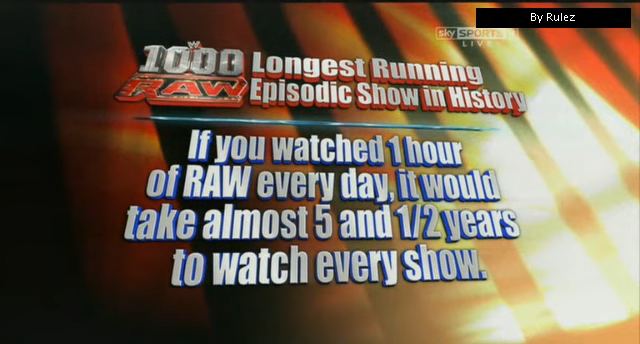 By Rulez
sky SPORTS 1
LIVE
W
1000
RAW
Longest Running
Episodic Show in History
If you watched 1 hour
of RAW every day, it would
take almost 5 and 1/2 years
to watch every show.